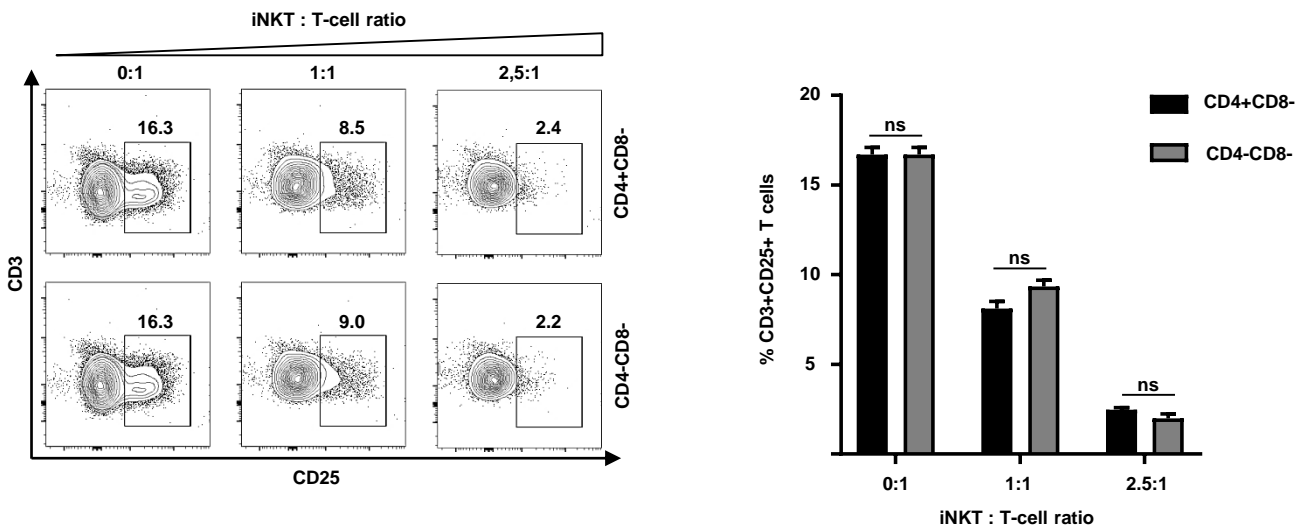 iNKT : T-cell ratio
0:1
1:1
2,5:1
16.3
8.5
2.4
CD4+CD8-
16.3
9.0
2.2
CD4-CD8-
CD3
CD25
CD4+CD8-
CD4-CD8-
20
15
10
5
% CD3+CD25+ T cells
ns
ns
ns
0:1
1:1
2.5:1
iNKT : T-cell ratio